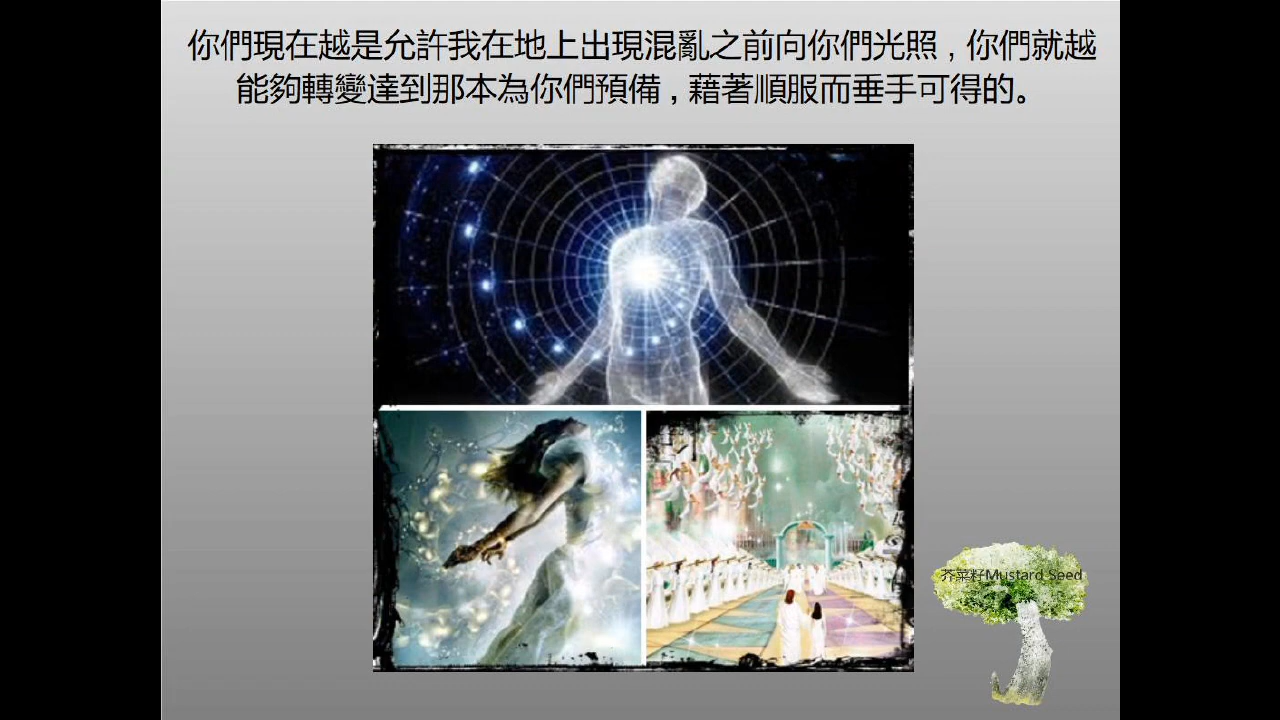 你們現在越是允許我在地上出現混亂之前向你們光照，你們就越
能夠轉變達到那本為你們預備，藉著順服而垂手可得的。
芥菜籽Mustard Seed